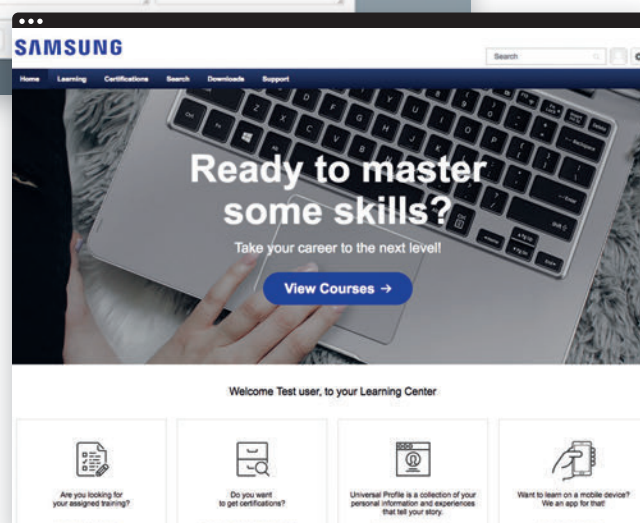 SAMSUNG
Search
Home Learning Certifications Search Downloads Support
Ready to master
some skills?
Take your career to the next level!
View Courses →
Welcome Test user, to your Learning Center
Are you looking for
your assigned training?
Do you want
to get certifications?
Universal Profile is a collection of your
personal information and experiences
that tell your story.
Want to learn on a mobile device?
We an app for that!